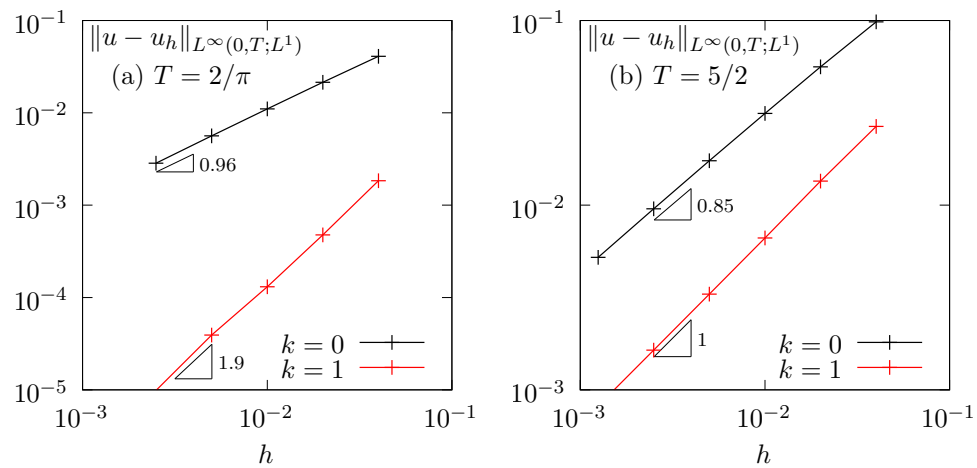 10⁻¹
10⁻²
10⁻³
10⁻⁴
10⁻⁵
‖u − u_h‖_{L^∞(0,T;L¹)}
(a) T = 2/π
0.96
1.9
k = 0
k = 1
10⁻³
10⁻²
10⁻¹
h
10⁻¹
10⁻²
10⁻³
‖u − u_h‖_{L^∞(0,T;L¹)}
(b) T = 5/2
0.85
1
k = 0
k = 1
10⁻³
10⁻²
10⁻¹
h